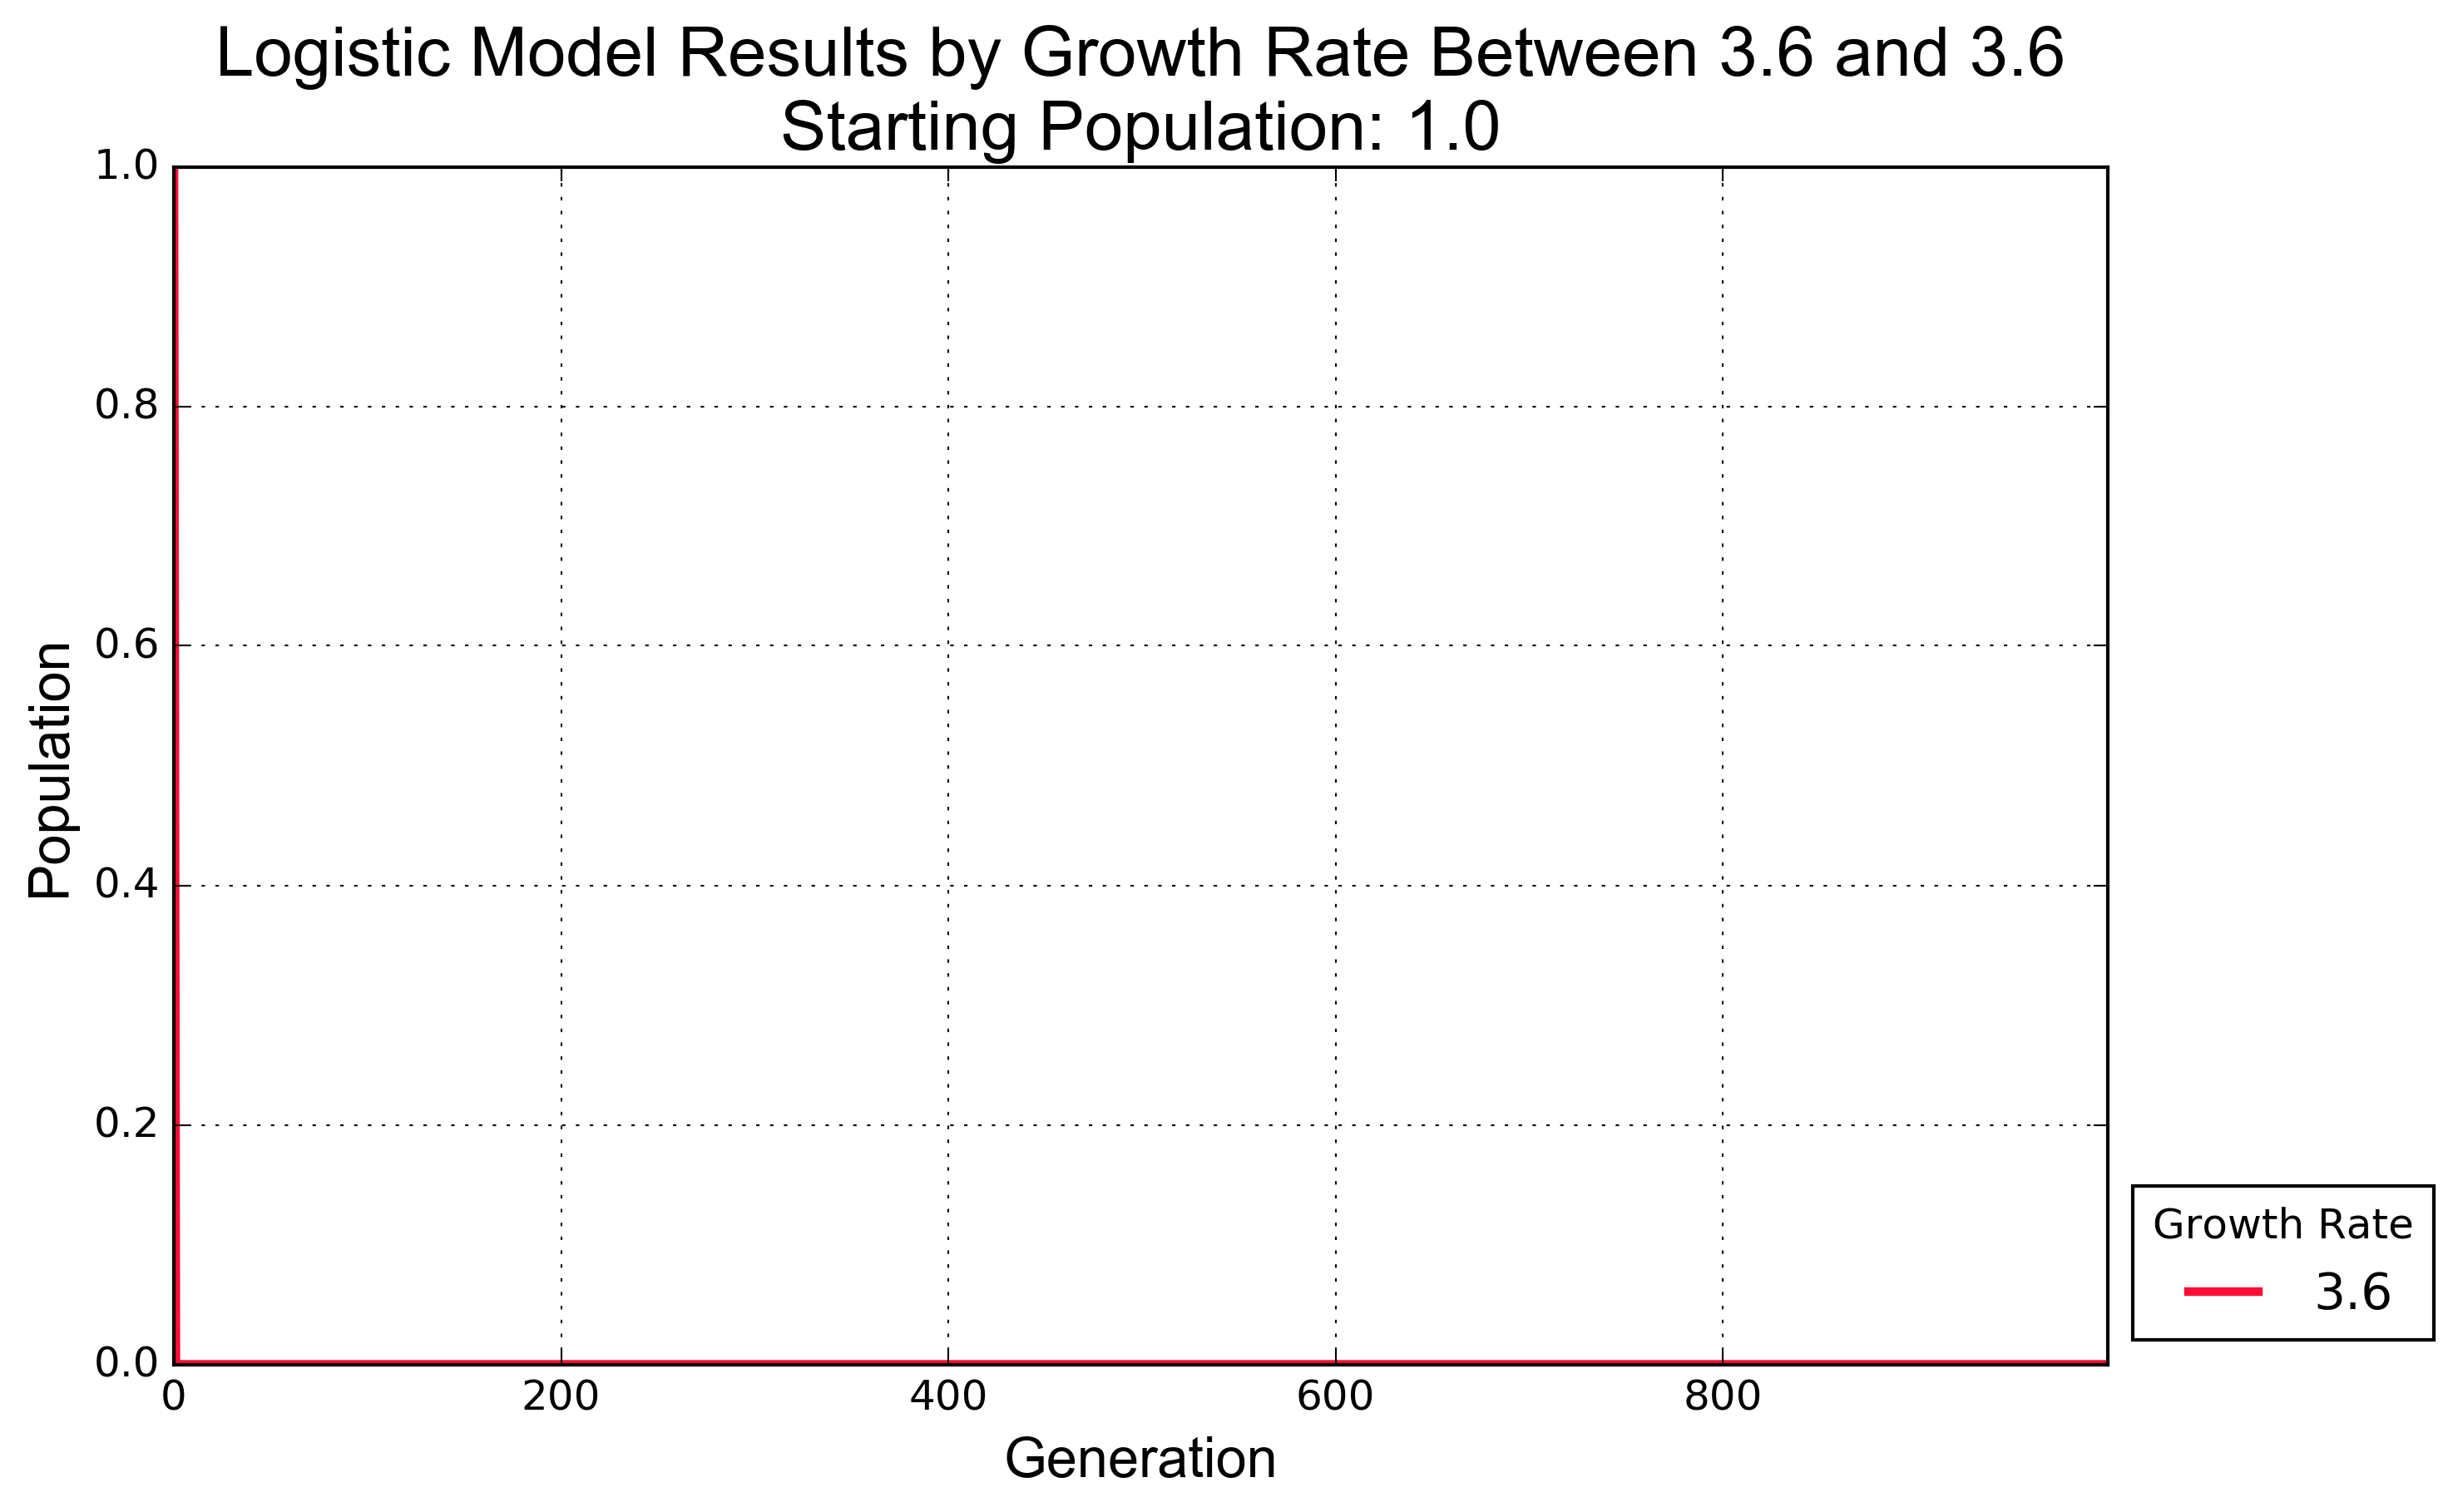 Logistic Model Results by Growth Rate Between 3.6 and 3.6
Starting Population: 1.0
1.0
0.8
0.6
0.4
0.2
0.0
Population
0
200
400
600
800
Generation
Growth Rate
3.6